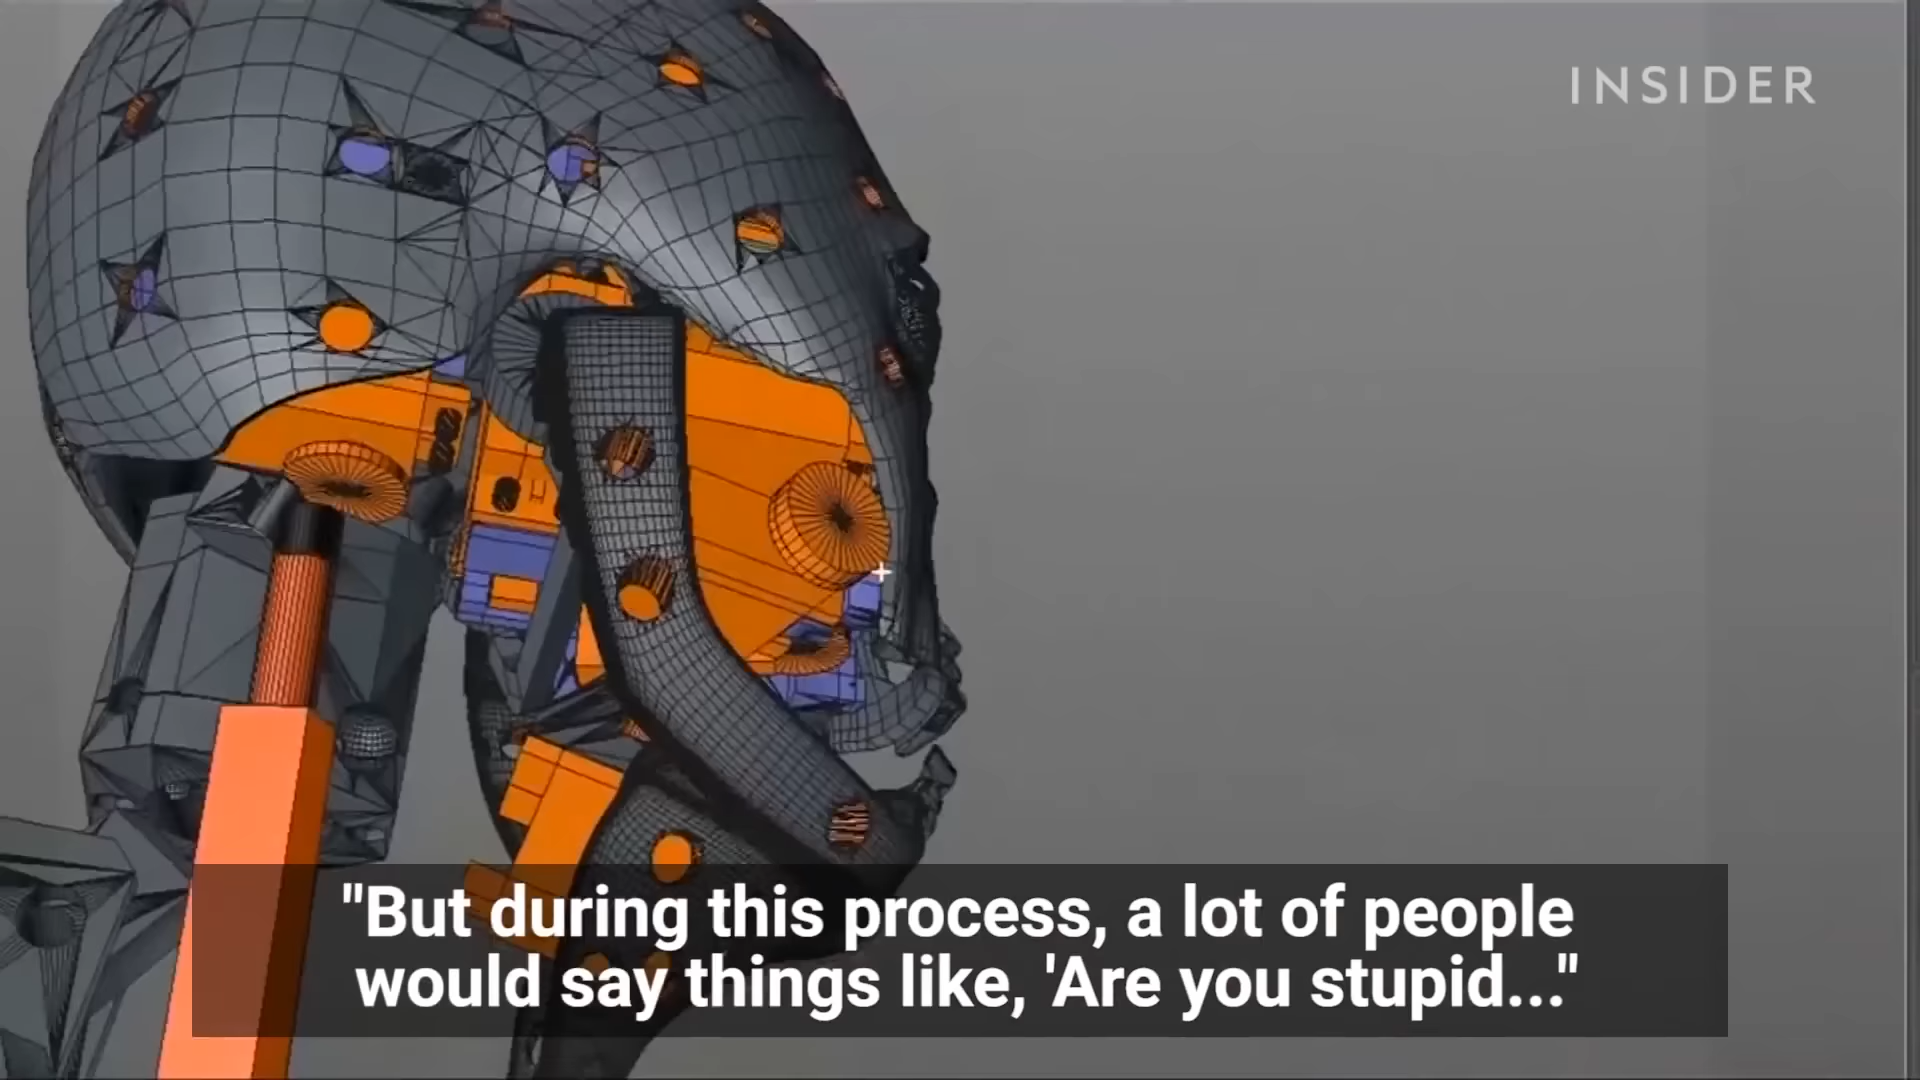 INSIDER
"But during this process, a lot of people
would say things like, 'Are you stupid..."